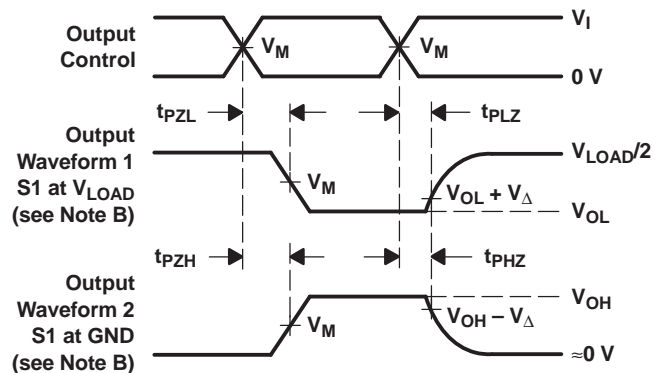 Output
Control
V_I
V_M
V_M
0 V
t_PZL
t_PLZ
Output
Waveform 1
S1 at V_LOAD
(see Note B)
V_LOAD/2
V_M
V_OL + V_Δ
V_OL
t_PZH
t_PHZ
Output
Waveform 2
S1 at GND
(see Note B)
V_OH
V_M
V_OH − V_Δ
≈0 V